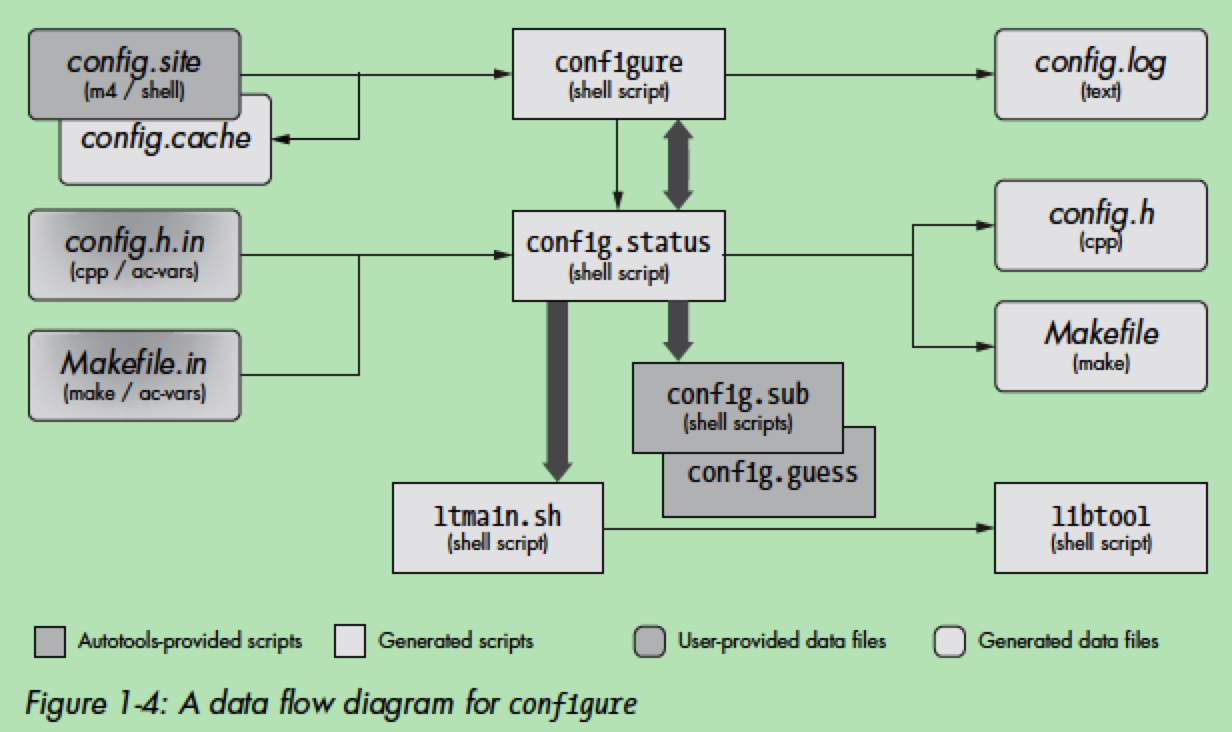 config.site
(m4 / shell)
config.cache
configure
(shell script)
config.log
(text)
config.h.in
(cpp / ac-vars)
config.status
(shell script)
config.h
(cpp)
Makefile.in
(make / ac-vars)
Makefile
(make)
config.sub
(shell scripts)
config.guess
ltmain.sh
(shell script)
libtool
(shell script)
Autotools-provided scripts
Generated scripts
User-provided data files
Generated data files
Figure 1-4: A data flow diagram for configure